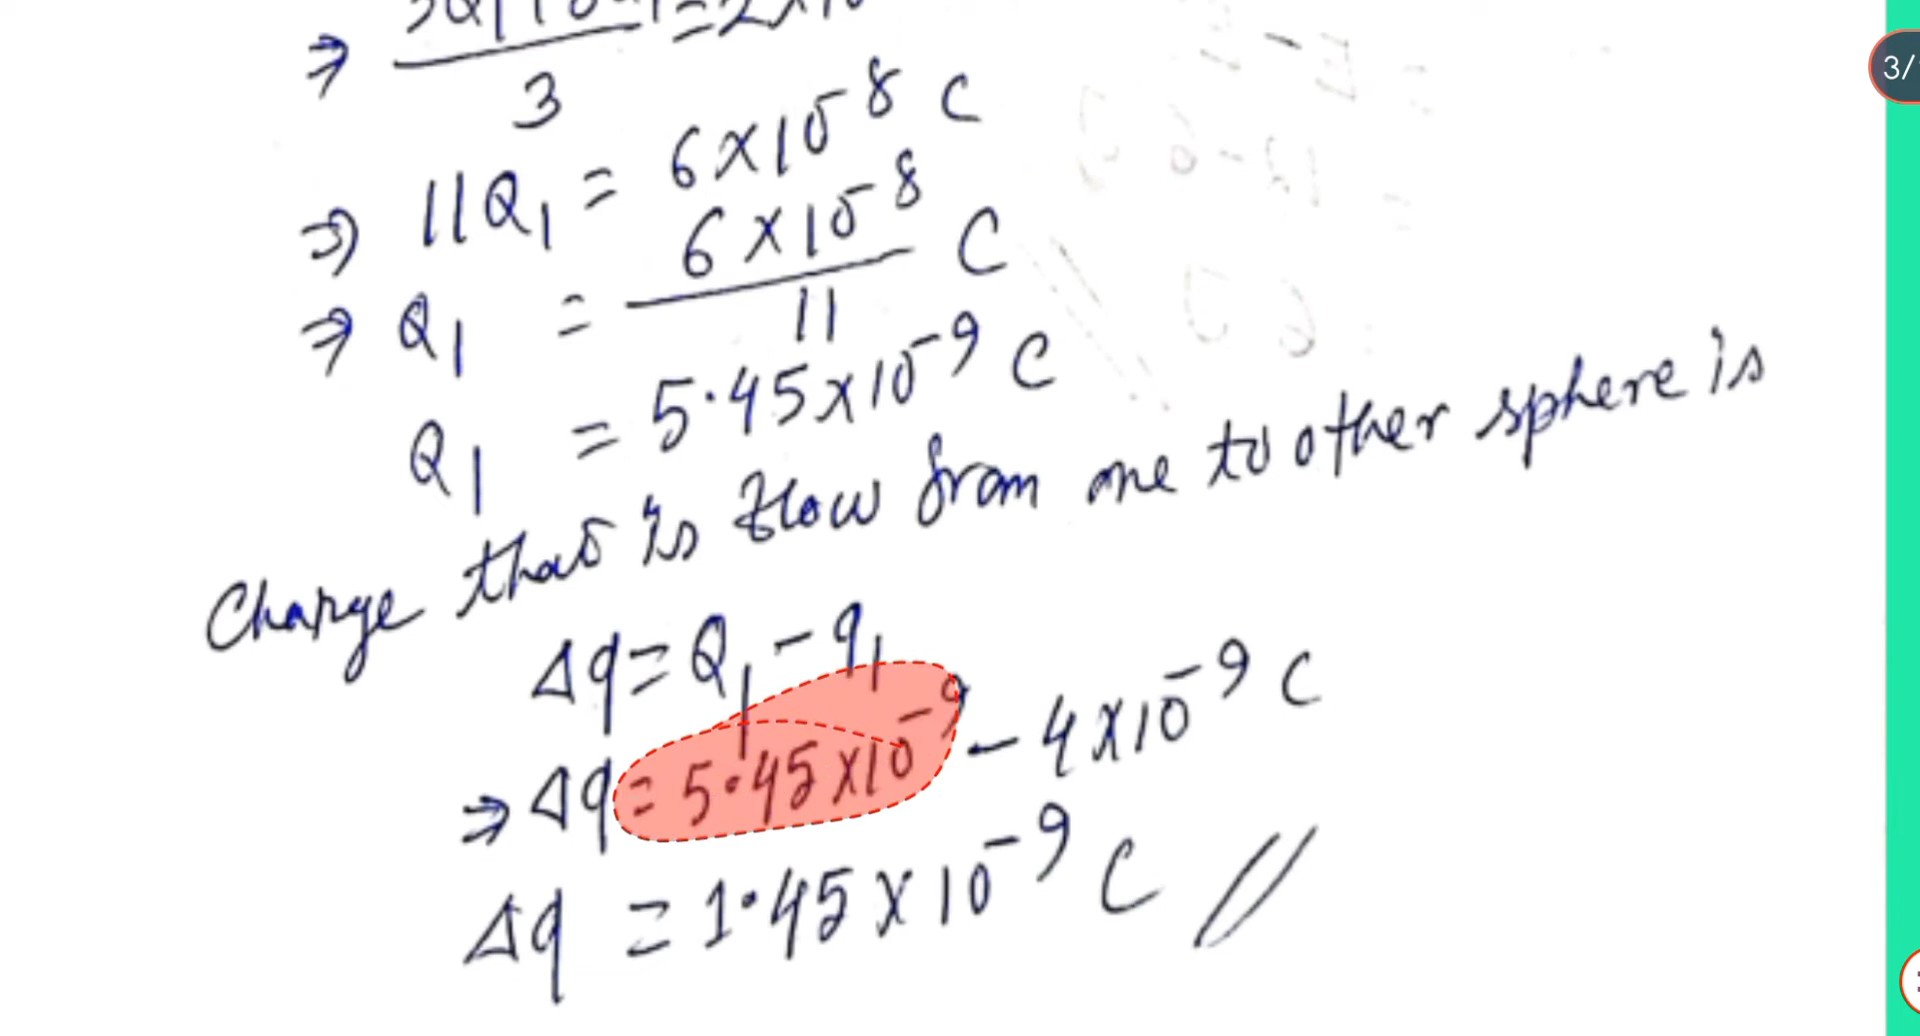 ⇒ 3
⇒ 11Q₁ = 6×10⁻⁸ C
⇒ Q₁ = 6×10⁻⁸/11 C
Q₁ = 5.45×10⁻⁹ C
Charge that is flow from one to other sphere is
Δq = Q₁ - q₁
⇒ Δq = 5.45×10⁻⁹ - 4×10⁻⁹ C
Δq = 1.45×10⁻⁹ C //
3/